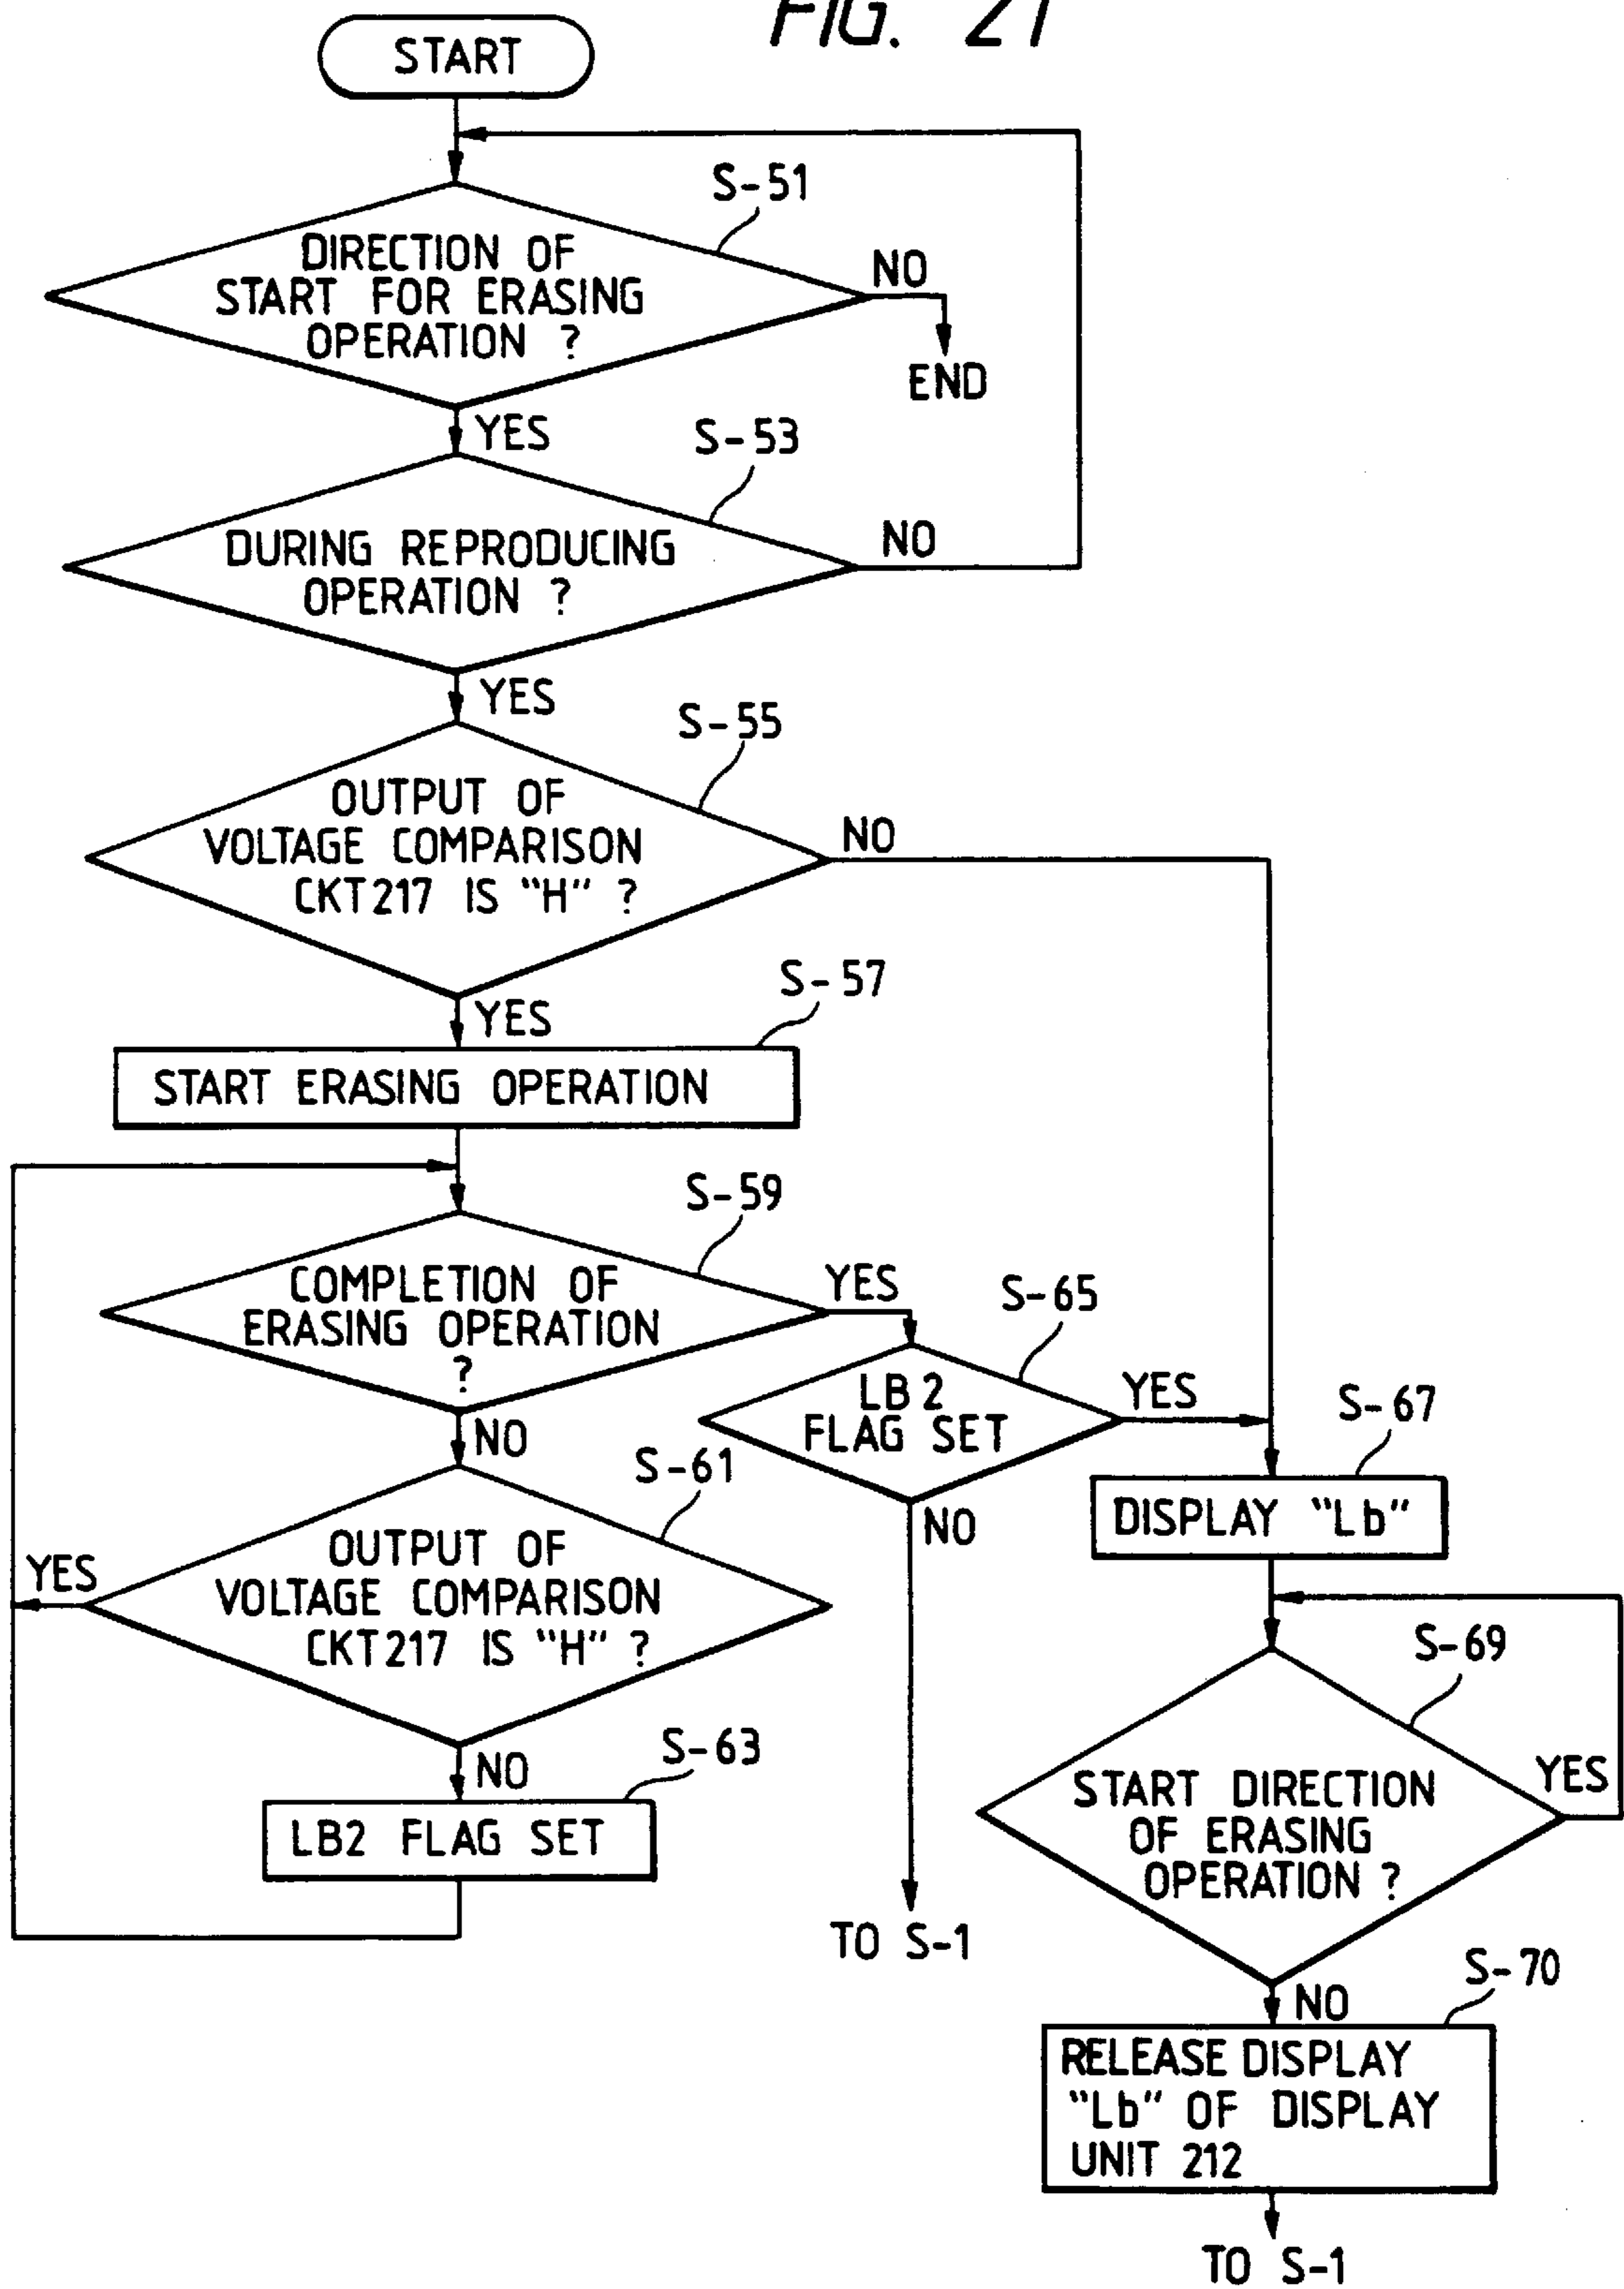 FIG. 21
START
S-51
DIRECTION OF
START FOR ERASING
OPERATION ?
NO
END
YES
S-53
DURING REPRODUCING
OPERATION ?
NO
YES
S-55
OUTPUT OF
VOLTAGE COMPARISON
CKT217 IS "H" ?
NO
YES
S-57
START ERASING OPERATION
S-59
COMPLETION OF
ERASING OPERATION
?
YES
NO
S-65
LB2
FLAG SET
YES
NO
TO S-1
S-61
OUTPUT OF
VOLTAGE COMPARISON
CKT217 IS "H" ?
YES
NO
S-63
LB2 FLAG SET
S-67
DISPLAY "Lb"
S-69
START DIRECTION
OF ERASING
OPERATION ?
YES
NO
S-70
RELEASE DISPLAY
"Lb" OF DISPLAY
UNIT 212
TO S-1